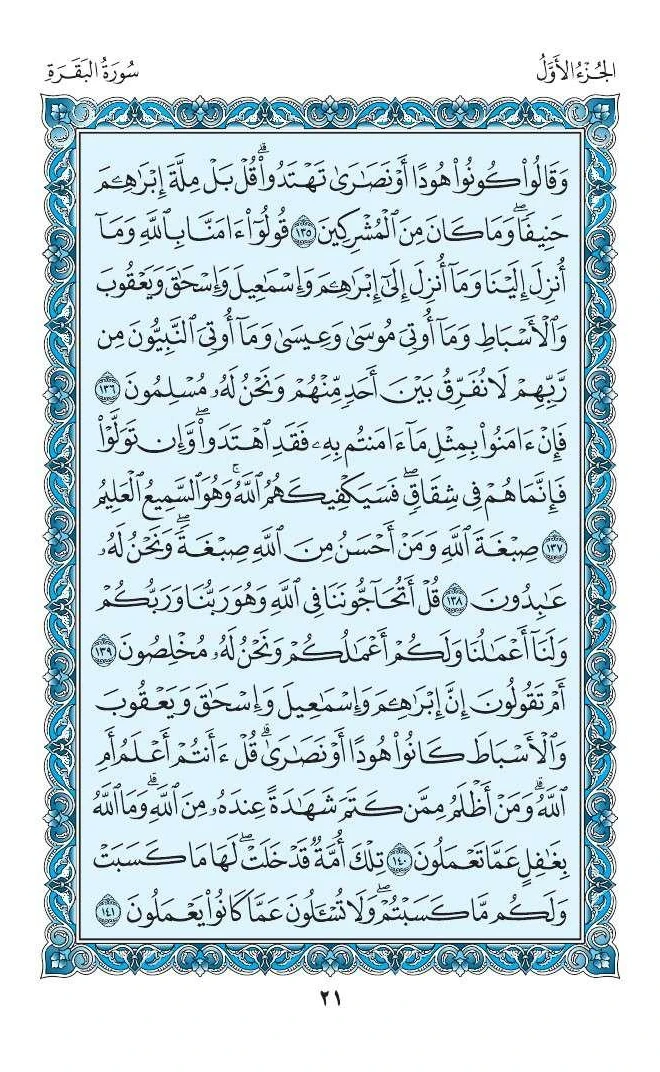 الجُزْءُ الأَوَّلُ
سُورَةُ البَقَرَةِ
وَقَالُوا۟ كُونُوا۟ هُودًا أَوْ نَصَٰرَىٰ تَهْتَدُوا۟ ۗ قُلْ بَلْ مِلَّةَ إِبْرَٰهِـۧمَ
حَنِيفًا ۖ وَمَا كَانَ مِنَ ٱلْمُشْرِكِينَ ١٣٥ قُولُوٓا۟ ءَامَنَّا بِٱللَّهِ وَمَآ
أُنزِلَ إِلَيْنَا وَمَآ أُنزِلَ إِلَىٰٓ إِبْرَٰهِـۧمَ وَإِسْمَٰعِيلَ وَإِسْحَٰقَ وَيَعْقُوبَ
وَٱلْأَسْبَاطِ وَمَآ أُوتِىَ مُوسَىٰ وَعِيسَىٰ وَمَآ أُوتِىَ ٱلنَّبِيُّونَ مِن
رَّبِّهِمْ لَا نُفَرِّقُ بَيْنَ أَحَدٍ مِّنْهُمْ وَنَحْنُ لَهُۥ مُسْلِمُونَ ١٣٦
فَإِنْ ءَامَنُوا۟ بِمِثْلِ مَآ ءَامَنتُم بِهِۦ فَقَدِ ٱهْتَدَوا۟ ۖ وَّإِن تَوَلَّوْا۟
فَإِنَّمَا هُمْ فِى شِقَاقٍ ۖ فَسَيَكْفِيكَهُمُ ٱللَّهُ ۚ وَهُوَ ٱلسَّمِيعُ ٱلْعَلِيمُ
١٣٧ صِبْغَةَ ٱللَّهِ ۖ وَمَنْ أَحْسَنُ مِنَ ٱللَّهِ صِبْغَةً ۖ وَنَحْنُ لَهُۥ
عَٰبِدُونَ ١٣٨ قُلْ أَتُحَآجُّونَنَا فِى ٱللَّهِ وَهُوَ رَبُّنَا وَرَبُّكُمْ
وَلَنَآ أَعْمَٰلُنَا وَلَكُمْ أَعْمَٰلُكُمْ وَنَحْنُ لَهُۥ مُخْلِصُونَ ١٣٩
أَمْ تَقُولُونَ إِنَّ إِبْرَٰهِـۧمَ وَإِسْمَٰعِيلَ وَإِسْحَٰقَ وَيَعْقُوبَ
وَٱلْأَسْبَاطَ كَانُوا۟ هُودًا أَوْ نَصَٰرَىٰ ۗ قُلْ ءَأَنتُمْ أَعْلَمُ أَمِ
ٱللَّهُ ۗ وَمَنْ أَظْلَمُ مِمَّن كَتَمَ شَهَٰدَةً عِندَهُۥ مِنَ ٱللَّهِ ۗ وَمَا ٱللَّهُ
بِغَٰفِلٍ عَمَّا تَعْمَلُونَ ١٤٠ تِلْكَ أُمَّةٌ قَدْ خَلَتْ ۖ لَهَا مَا كَسَبَتْ
وَلَكُم مَّا كَسَبْتُمْ ۖ وَلَا تُسْـَٔلُونَ عَمَّا كَانُوا۟ يَعْمَلُونَ ١٤١
٢١